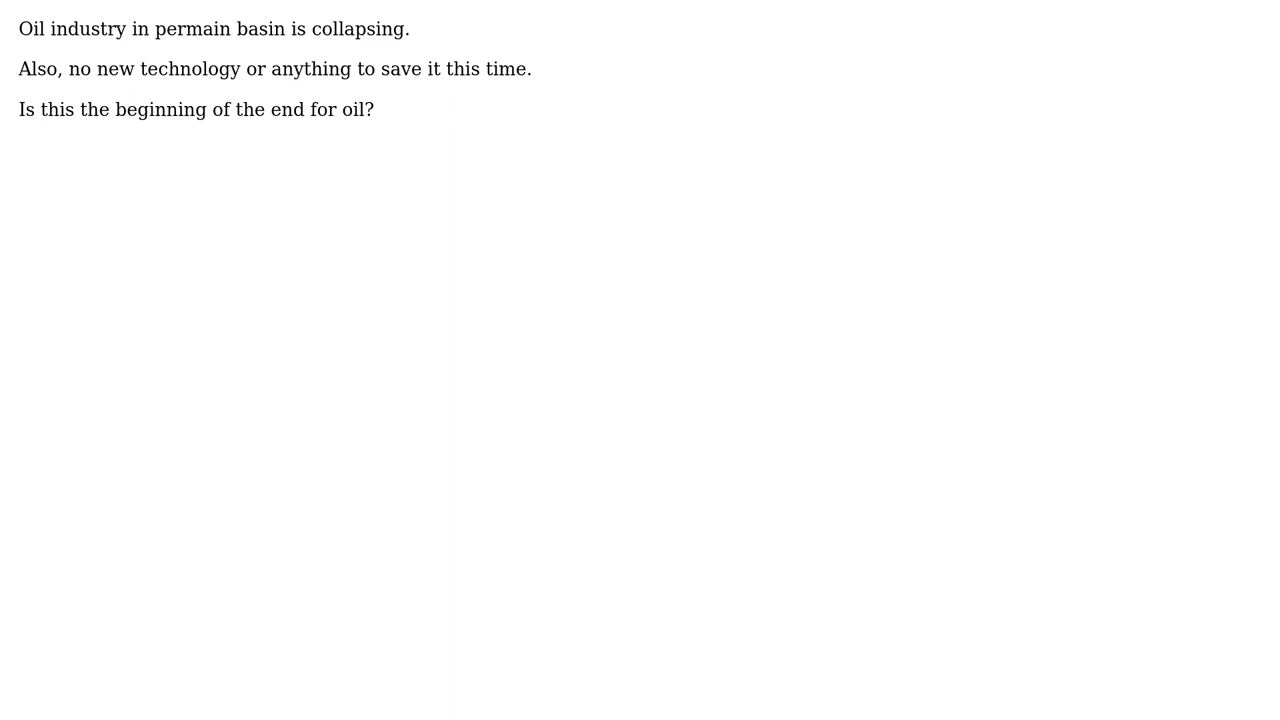 Oil industry in permain basin is collapsing.
Also, no new technology or anything to save it this time.
Is this the beginning of the end for oil?